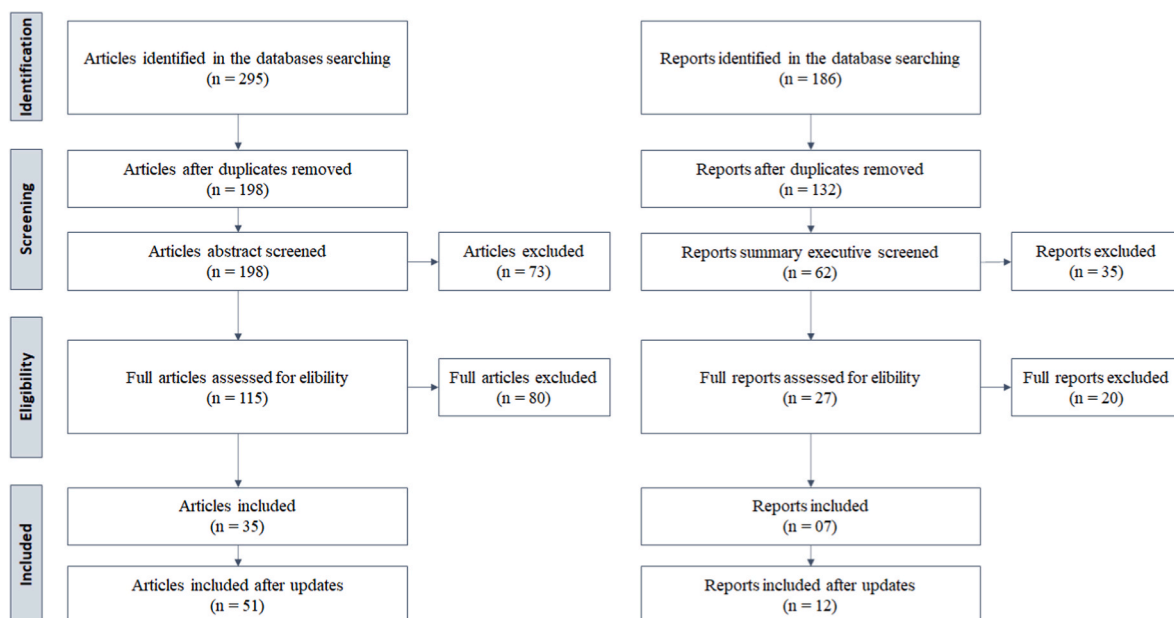 Identification
Articles identified in the databases searching
(n = 295)
Reports identified in the database searching
(n = 186)
Screening
Articles after duplicates removed
(n = 198)
Reports after duplicates removed
(n = 132)
Articles abstract screened
(n = 198)
Articles excluded
(n = 73)
Reports summary executive screened
(n = 62)
Reports excluded
(n = 35)
Eligibility
Full articles assessed for elibility
(n = 115)
Full articles excluded
(n = 80)
Full reports assessed for elibility
(n = 27)
Full reports excluded
(n = 20)
Included
Articles included
(n = 35)
Reports included
(n = 07)
Articles included after updates
(n = 51)
Reports included after updates
(n = 12)